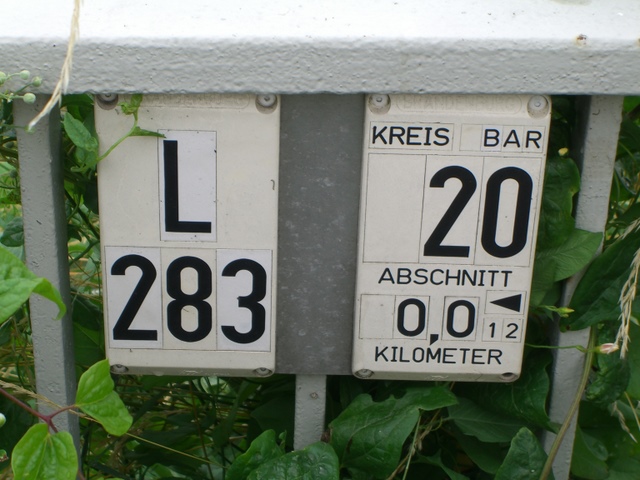 L
283
KREIS BAR
20
ABSCHNITT
0,0 12
KILOMETER